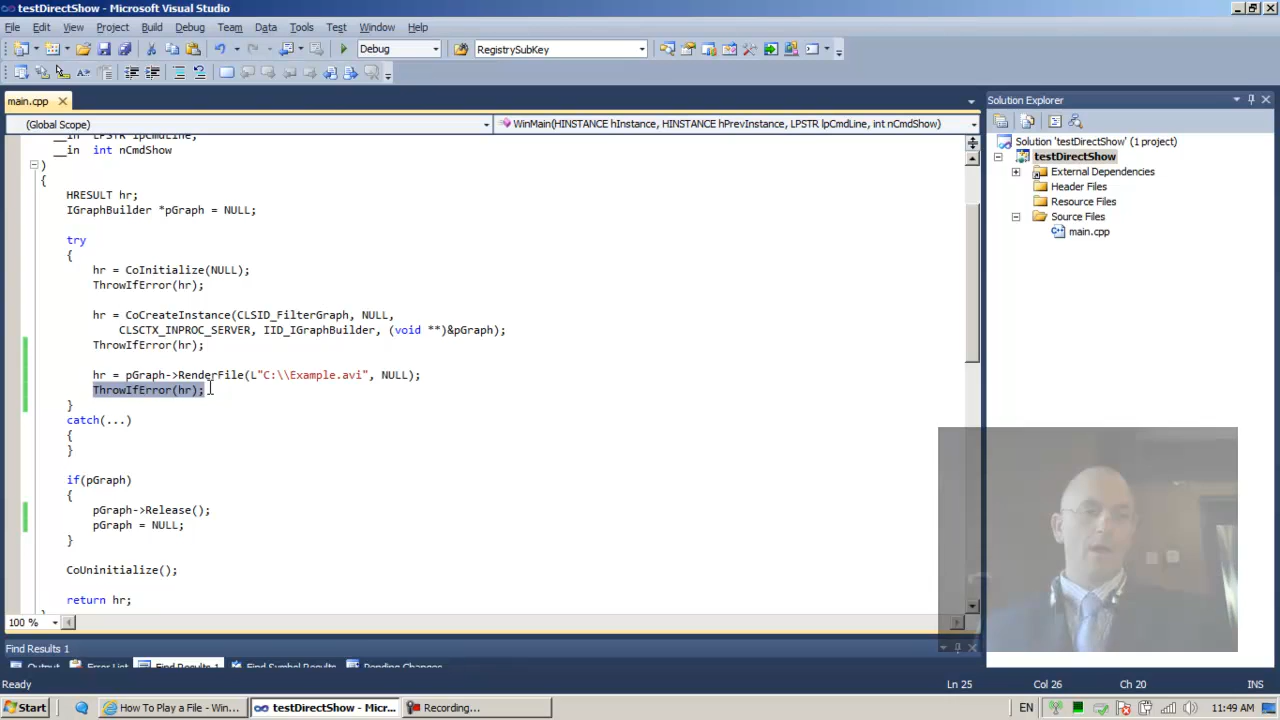 testDirectShow - Microsoft Visual Studio
File Edit View Project Build Debug Team Data Tools Test Window Help
Debug
RegistrySubKey
main.cpp
(Global Scope)
WinMain(HINSTANCE hInstance, HINSTANCE hPrevInstance, LPSTR lpCmdLine, int nCmdShow)
__in LPSTR lpCmdLine,
__in int nCmdShow
)
{
HRESULT hr;
IGraphBuilder *pGraph = NULL;
try
{
hr = CoInitialize(NULL);
ThrowIfError(hr);
hr = CoCreateInstance(CLSID_FilterGraph, NULL,
CLSCTX_INPROC_SERVER, IID_IGraphBuilder, (void **)&pGraph);
ThrowIfError(hr);
hr = pGraph->RenderFile(L"C:\\Example.avi", NULL);
ThrowIfError(hr);
}
catch(...)
{
}
if(pGraph)
{
pGraph->Release();
pGraph = NULL;
}
CoUninitialize();
return hr;
100 %
Solution Explorer
Solution 'testDirectShow' (1 project)
testDirectShow
External Dependencies
Header Files
Resource Files
Source Files
main.cpp
Find Results 1
Output Error List Find Results 1 Find Symbol Results Pending Changes
Ready Ln 25 Col 26 Ch 20 INS
Start How To Play a File - Win... testDirectShow - Micr... Recording... EN 11:49 AM